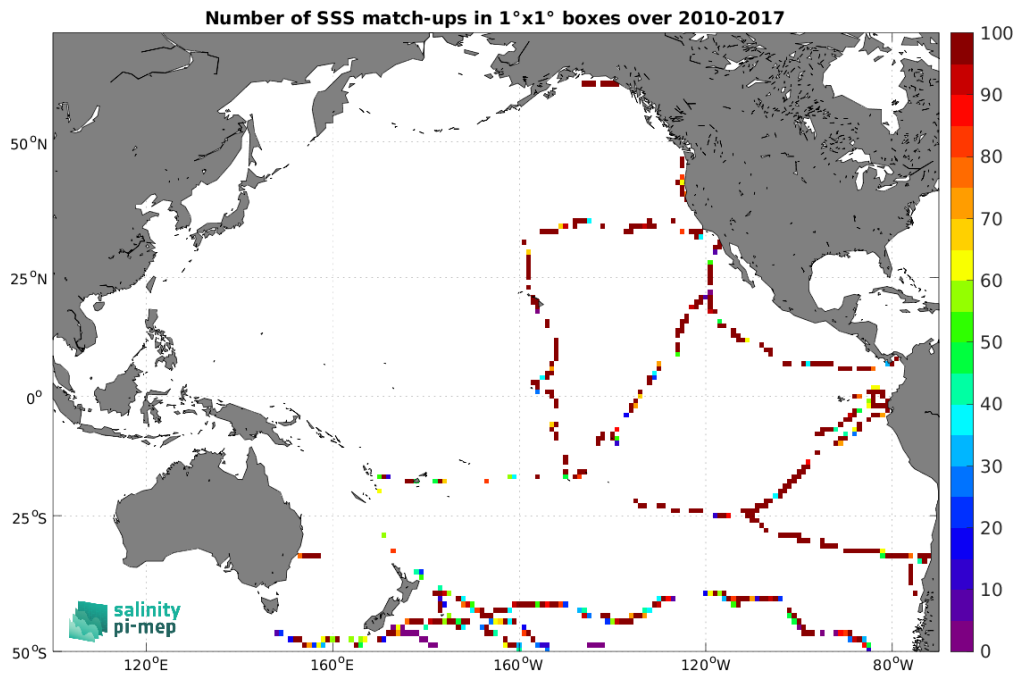 Number of SSS match-ups in 1°x1° boxes over 2010-2017
100
90
80
70
60
50
40
30
20
10
0
50°N
25°N
0°
25°S
50°S
120°E
160°E
160°W
120°W
80°W
salinity
pi-mep